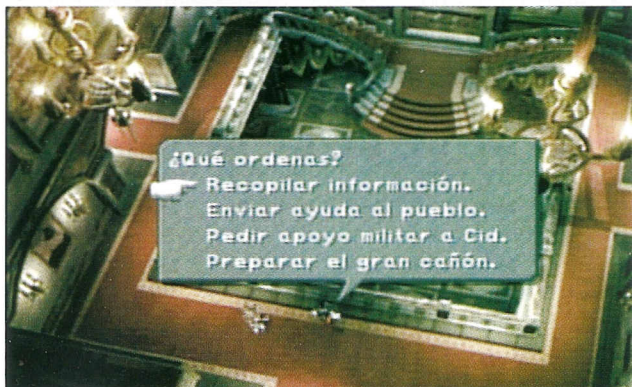 ¿Qué ordenas?
Recopilar información.
Enviar ayuda al pueblo.
Pedir apoyo militar a Cid.
Preparar el gran cañón.